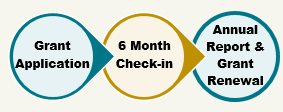 Grant
Application
6 Month
Check-in
Annual
Report &
Grant
Renewal